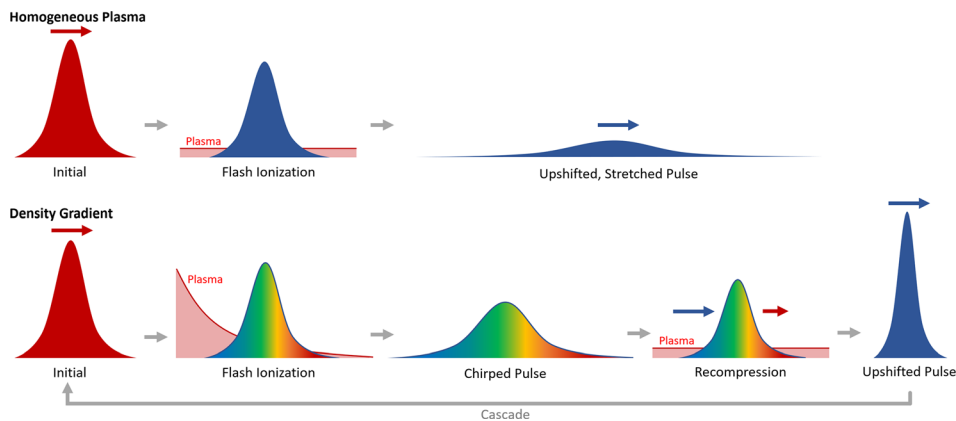 Homogeneous Plasma
Plasma
Initial
Flash Ionization
Upshifted, Stretched Pulse
Density Gradient
Plasma
Plasma
Initial
Flash Ionization
Chirped Pulse
Recompression
Upshifted Pulse
Cascade